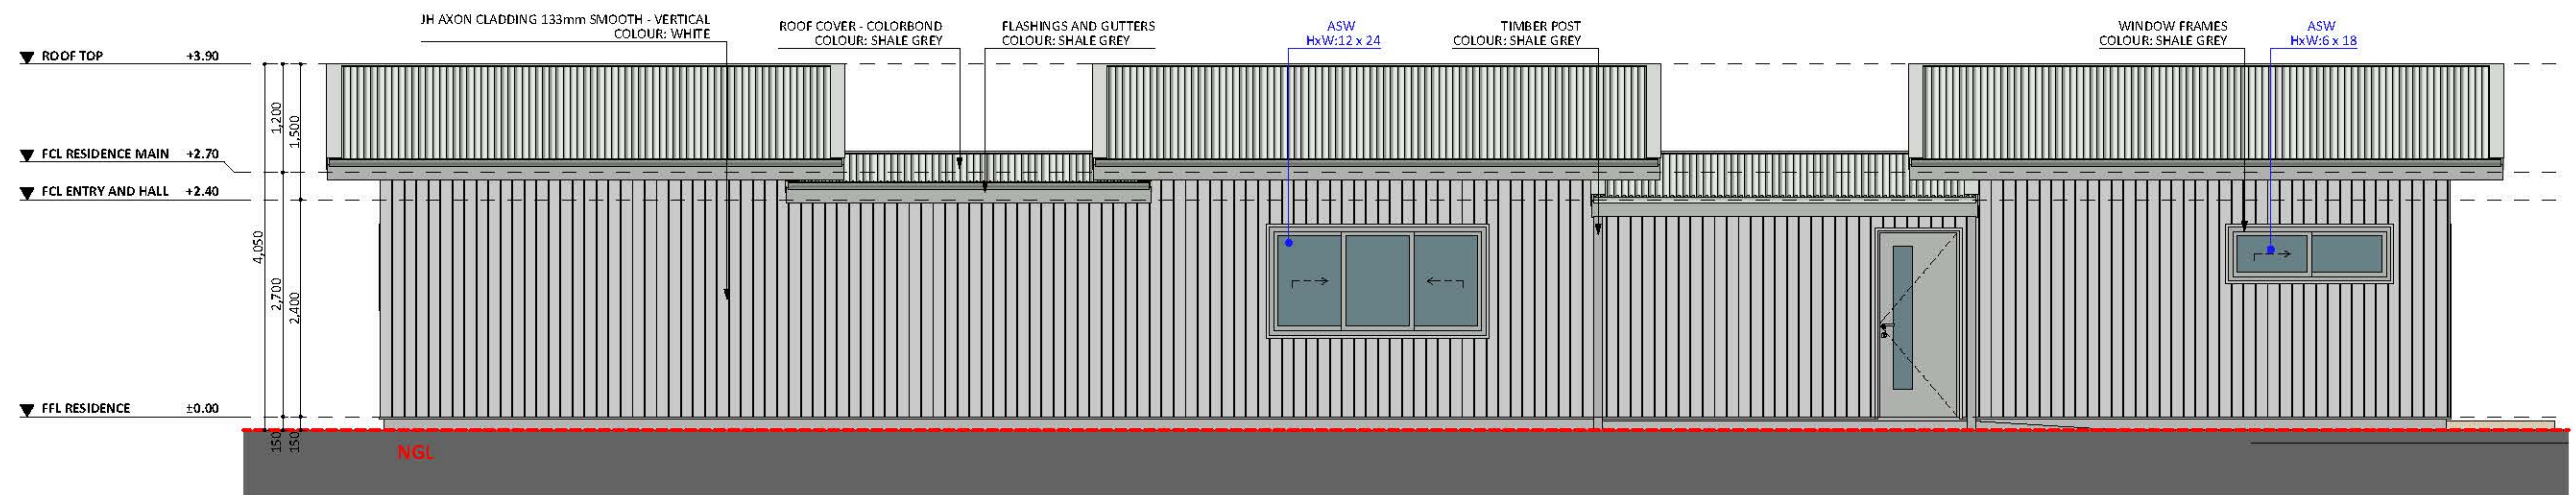 JH AXON CLADDING 133mm SMOOTH - VERTICAL
COLOUR: WHITE
ROOF COVER - COLORBOND
COLOUR: SHALE GREY
FLASHINGS AND GUTTERS
COLOUR: SHALE GREY
ASW
HxW:12 x 24
TIMBER POST
COLOUR: SHALE GREY
WINDOW FRAMES
COLOUR: SHALE GREY
ASW
HxW:6 x 18
ROOF TOP +3.90
FCL RESIDENCE MAIN +2.70
FCL ENTRY AND HALL +2.40
FFL RESIDENCE ±0.00
4,050
1,200
2,700
150
1,500
2,400
150
NGL